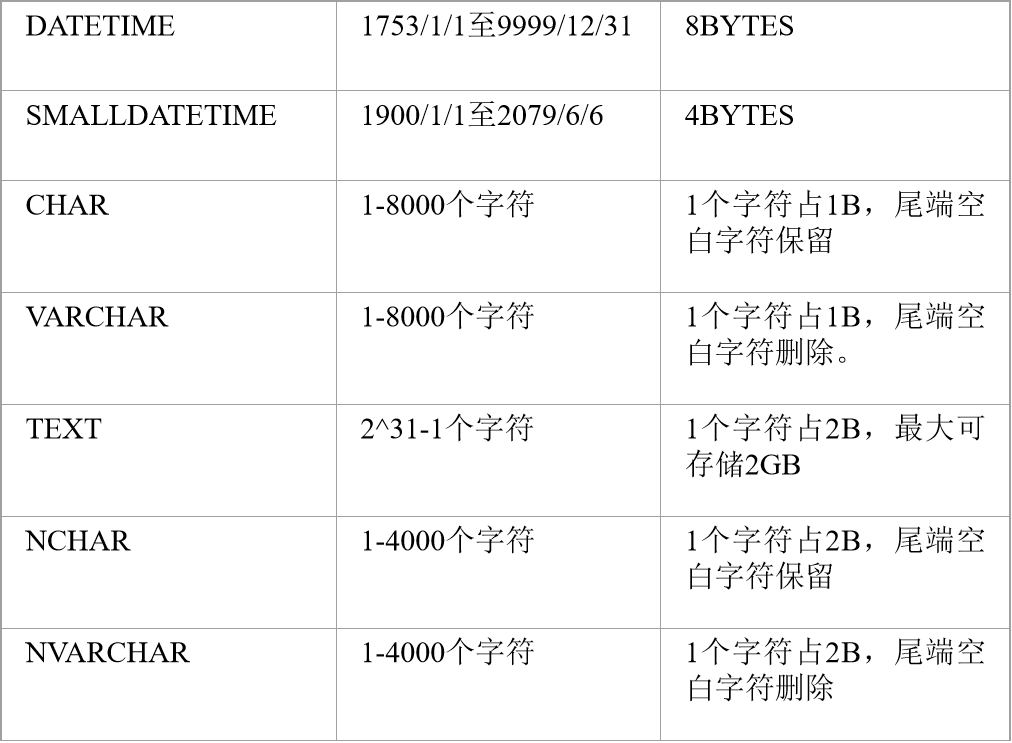 DATETIME 1753/1/1至9999/12/31 8BYTES
SMALLDATETIME 1900/1/1至2079/6/6 4BYTES
CHAR 1-8000个字符 1个字符占1B，尾端空
白字符保留
VARCHAR 1-8000个字符 1个字符占1B，尾端空
白字符删除。
TEXT 2^31-1个字符 1个字符占2B，最大可
存储2GB
NCHAR 1-4000个字符 1个字符占2B，尾端空
白字符保留
NVARCHAR 1-4000个字符 1个字符占2B，尾端空
白字符删除